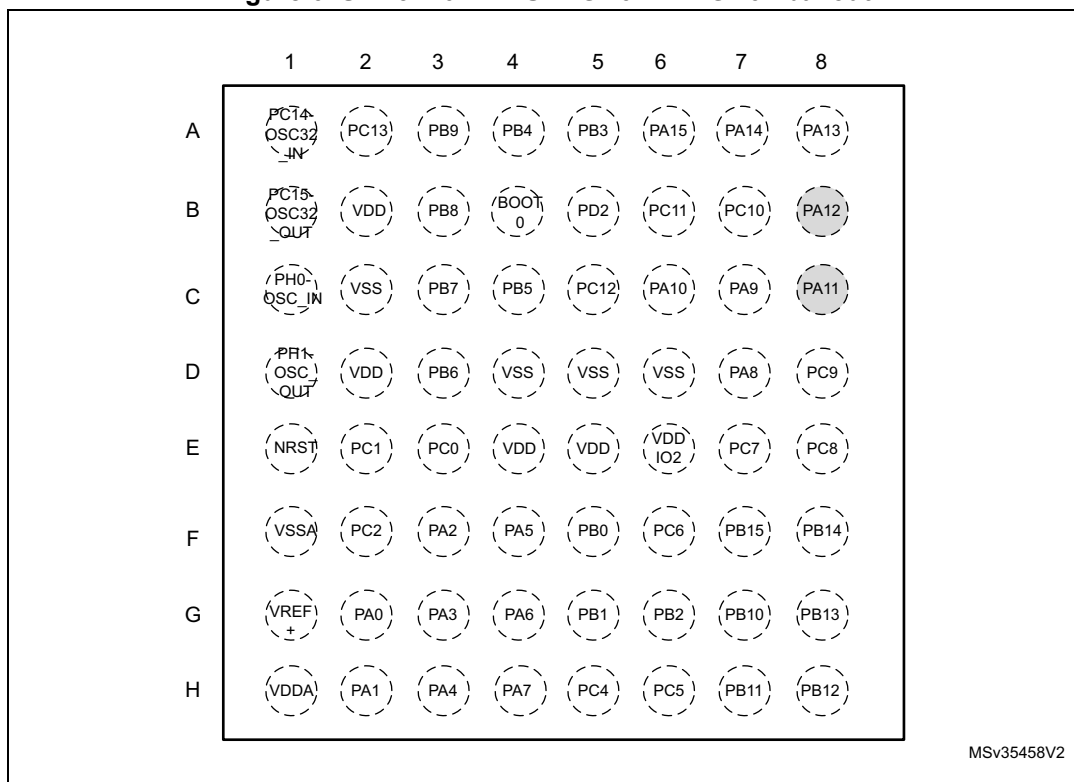 1 2 3 4 5 6 7 8
A PC14-OSC32_IN PC13 PB9 PB4 PB3 PA15 PA14 PA13
B PC15-OSC32_OUT VDD PB8 BOOT0 PD2 PC11 PC10 PA12
C PH0-OSC_IN VSS PB7 PB5 PC12 PA10 PA9 PA11
D PH1-OSC_OUT VDD PB6 VSS VSS VSS PA8 PC9
E NRST PC1 PC0 VDD VDD VDDIO2 PC7 PC8
F VSSA PC2 PA2 PA5 PB0 PC6 PB15 PB14
G VREF+ PA0 PA3 PA6 PB1 PB2 PB10 PB13
H VDDA PA1 PA4 PA7 PC4 PC5 PB11 PB12
MSv35458V2